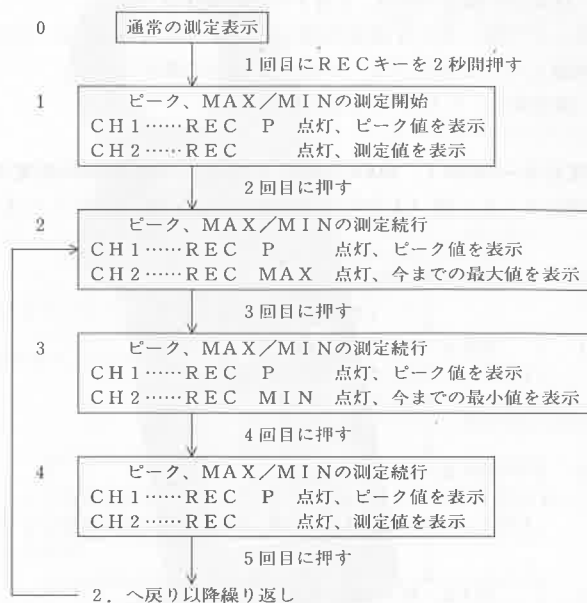 0 通常の測定表示
1回目にRECキーを2秒間押す
1 ピーク、MAX/MINの測定開始
CH1……REC P 点灯、ピーク値を表示
CH2……REC 点灯、測定値を表示
2回目に押す
2 ピーク、MAX/MINの測定続行
CH1……REC P 点灯、ピーク値を表示
CH2……REC MAX 点灯、今までの最大値を表示
3回目に押す
3 ピーク、MAX/MINの測定続行
CH1……REC P 点灯、ピーク値を表示
CH2……REC MIN 点灯、今までの最小値を表示
4回目に押す
4 ピーク、MAX/MINの測定続行
CH1……REC P 点灯、ピーク値を表示
CH2……REC 点灯、測定値を表示
5回目に押す
2.へ戻り以降繰り返し